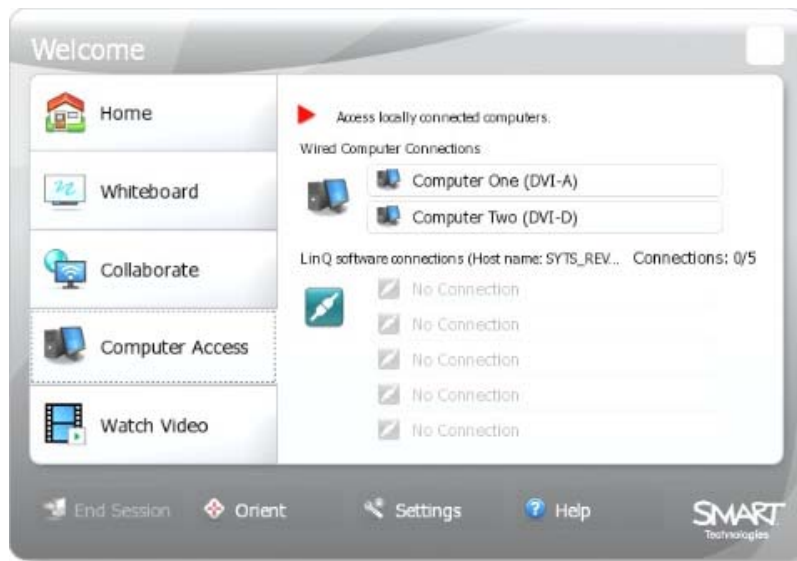 Welcome
Home
Whiteboard
Collaborate
Computer Access
Watch Video
Access locally connected computers.
Wired Computer Connections
Computer One (DVI-A)
Computer Two (DVI-D)
LinQ software connections (Host name: SYTS_REV... Connections: 0/5
No Connection
No Connection
No Connection
No Connection
No Connection
End Session Orient Settings Help
SMART
Technologies